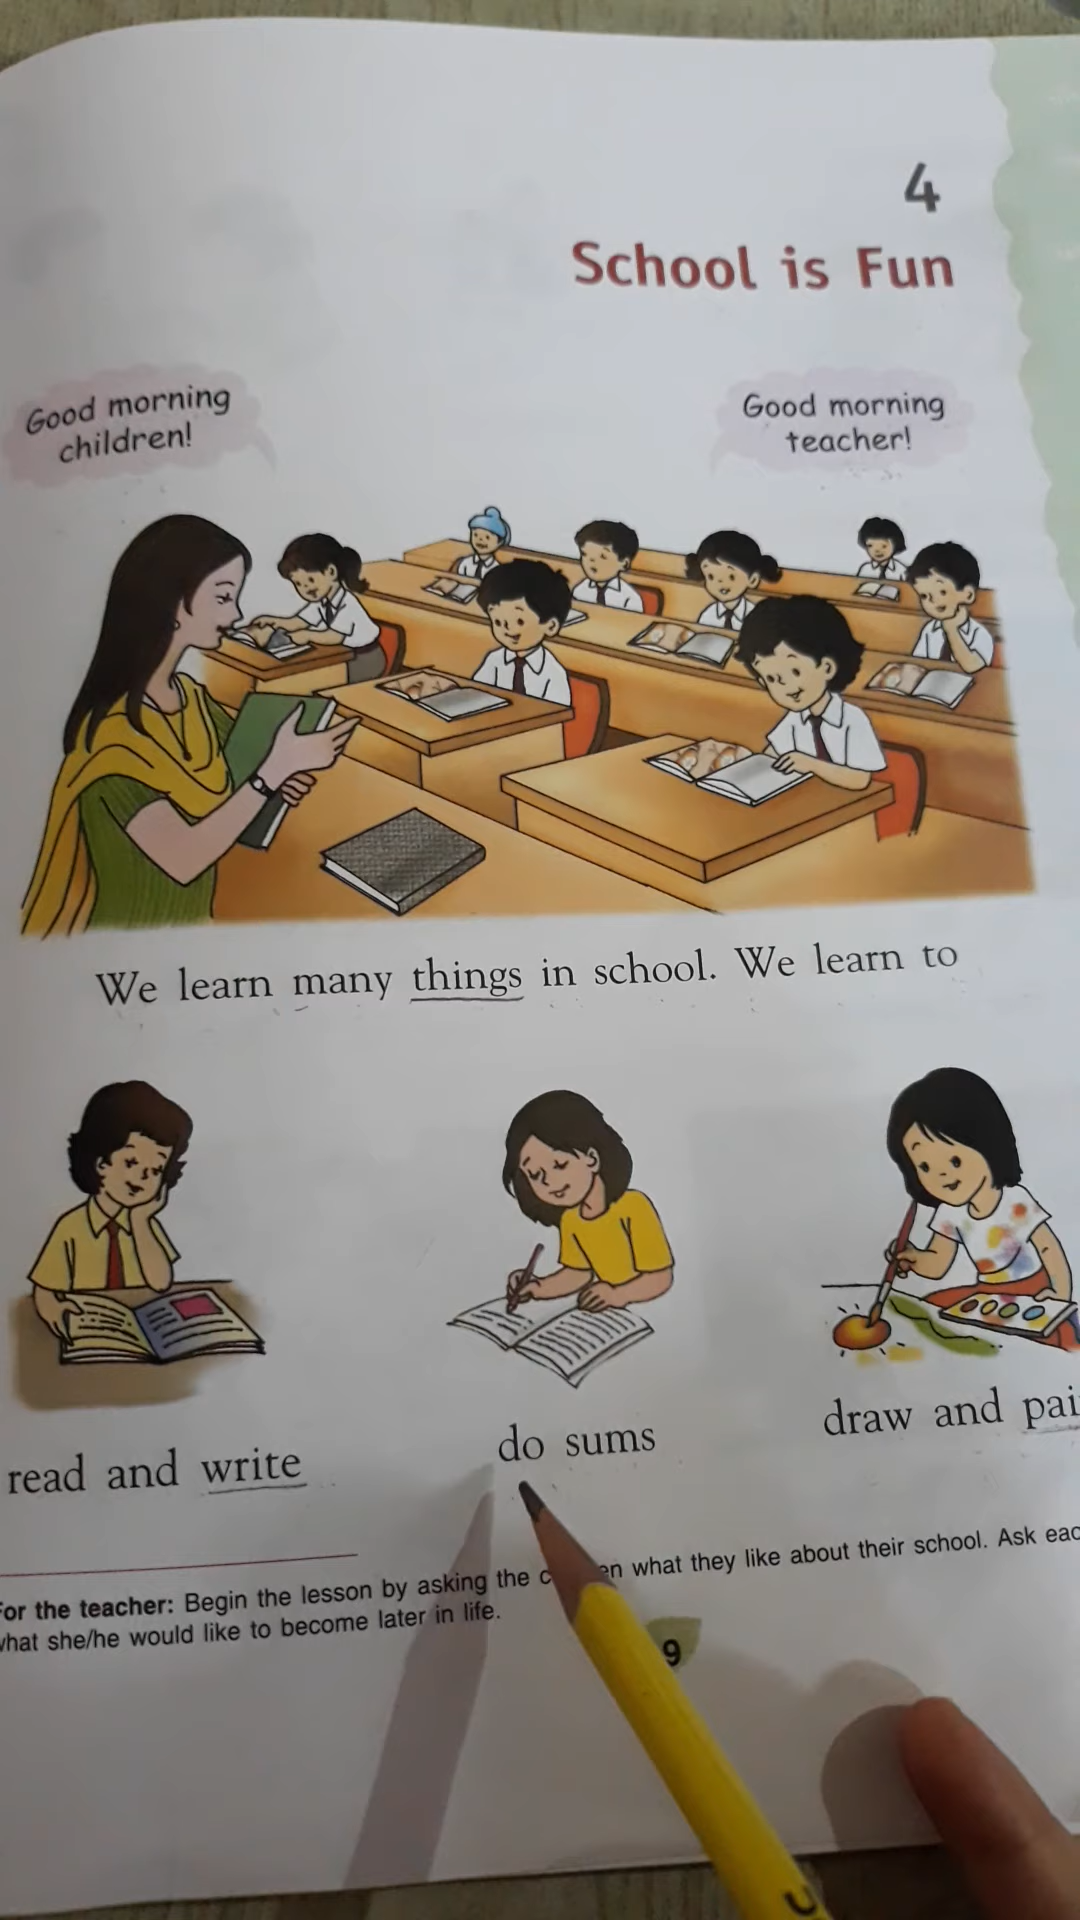 4
School is Fun
Good morning
children!
Good morning
teacher!
We learn many things in school. We learn to
read and write
do sums
draw and pai
For the teacher: Begin the lesson by asking the c en what they like about their school. Ask eac
what she/he would like to become later in life.
9